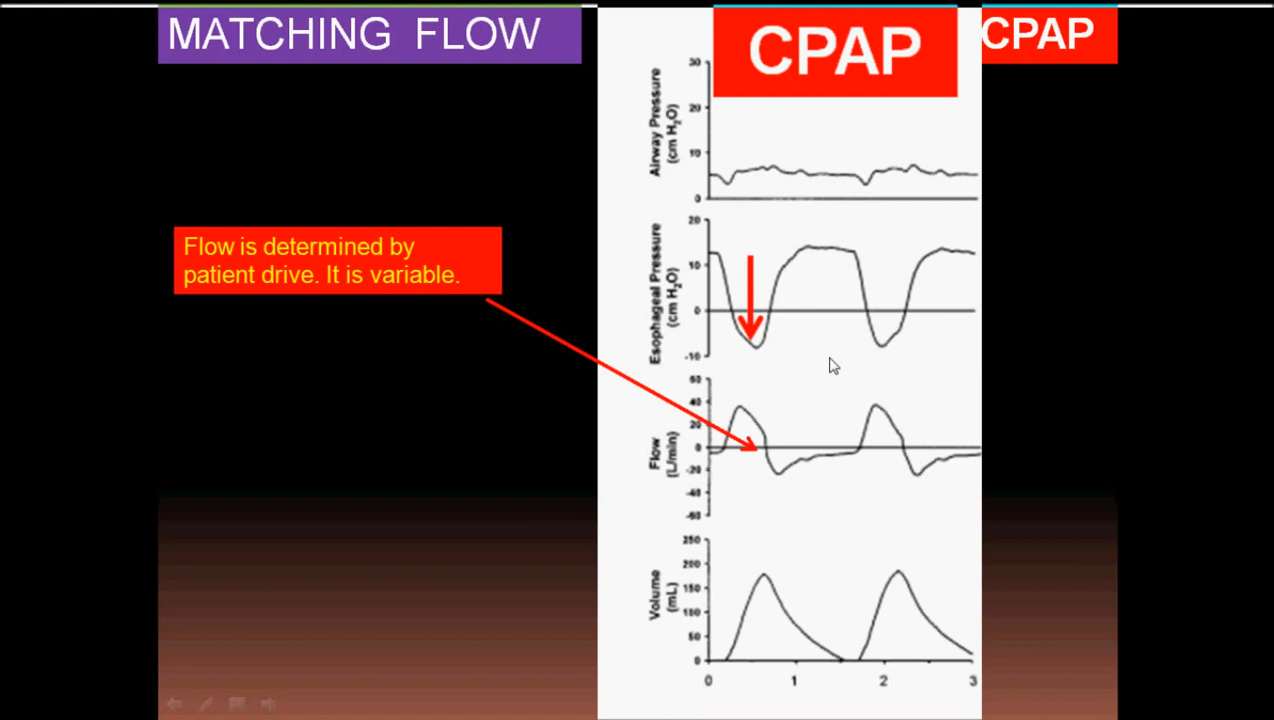 MATCHING FLOW
CPAP
CPAP
Flow is determined by
patient drive. It is variable.
Airway Pressure
(cm H₂O)
30
20
10
0
Esophageal Pressure
(cm H₂O)
20
10
0
-10
Flow
(L/min)
60
40
20
0
-20
-40
-60
Volume
(mL)
250
200
150
100
50
0
0 1 2 3